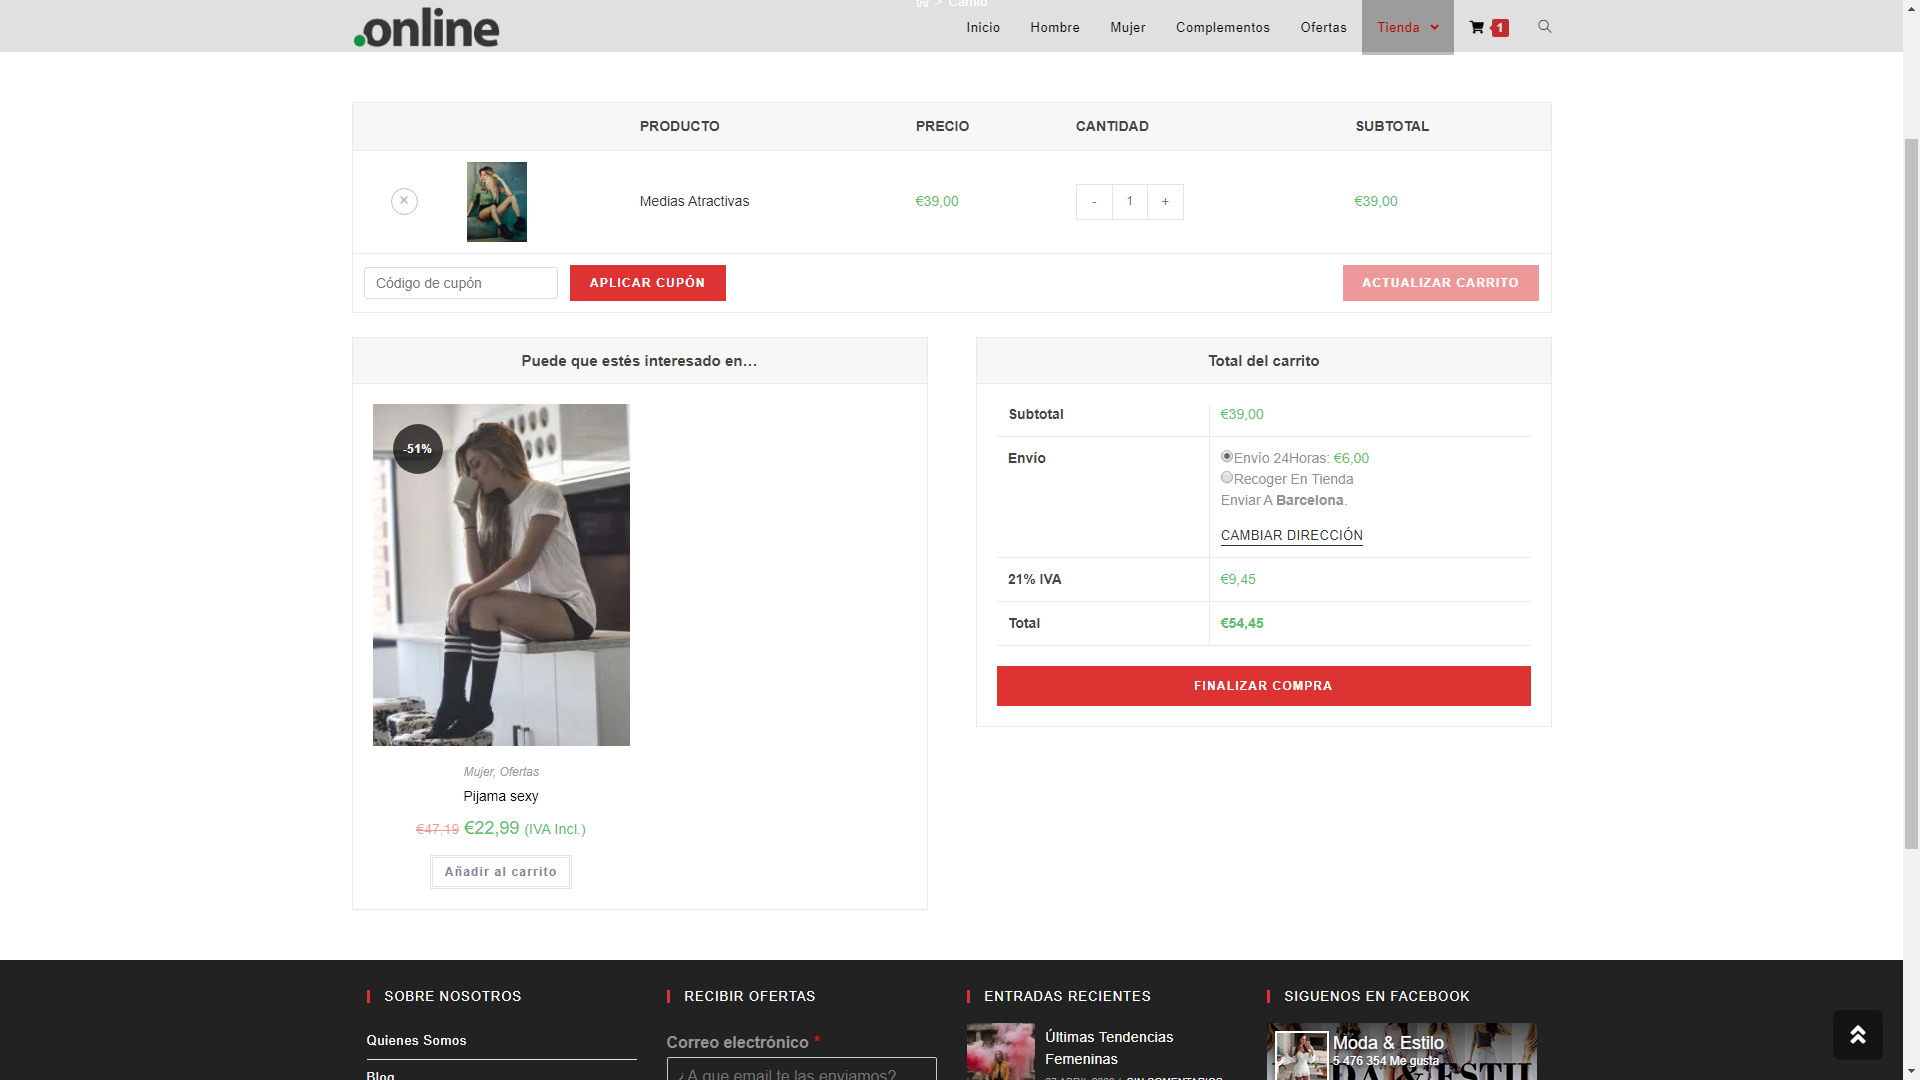 > Carrito
.online
Inicio
Hombre
Mujer
Complementos
Ofertas
Tienda
1
PRODUCTO
PRECIO
CANTIDAD
SUBTOTAL
×
Medias Atractivas
€39,00
- 1 +
€39,00
Código de cupón
APLICAR CUPÓN
ACTUALIZAR CARRITO
Puede que estés interesado en…
-51%
Mujer, Ofertas
Pijama sexy
€47,19 €22,99 (IVA Incl.)
Añadir al carrito
Total del carrito
Subtotal
€39,00
Envío
Envío 24Horas: €6,00
Recoger En Tienda
Enviar A Barcelona.
CAMBIAR DIRECCIÓN
21% IVA
€9,45
Total
€54,45
FINALIZAR COMPRA
SOBRE NOSOTROS
Quienes Somos
Blog
RECIBIR OFERTAS
Correo electrónico *
¿A que email te las enviamos?
ENTRADAS RECIENTES
Últimas Tendencias
Femeninas
SIN COMENTARIOS
SIGUENOS EN FACEBOOK
Moda & Estilo
5 476 354 Me gusta